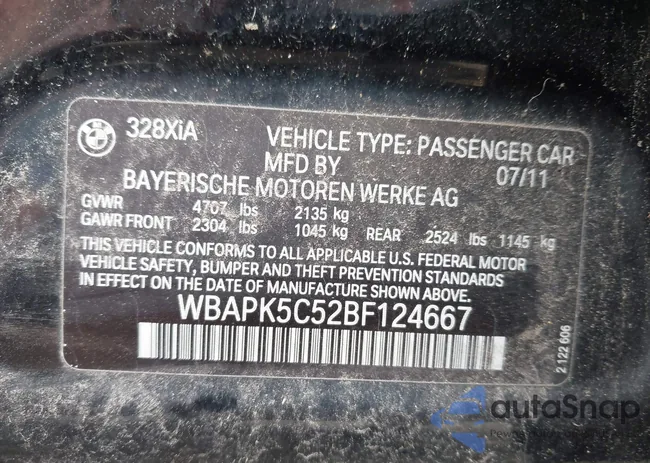 BMW
328XiA VEHICLE TYPE: PASSENGER CAR
MFD BY 07/11
BAYERISCHE MOTOREN WERKE AG
GVWR 4707 lbs 2135 kg
GAWR FRONT 2304 lbs 1045 kg REAR 2524 lbs 1145 kg
THIS VEHICLE CONFORMS TO ALL APPLICABLE U.S. FEDERAL MOTOR
VEHICLE SAFETY, BUMPER AND THEFT PREVENTION STANDARDS
IN EFFECT ON THE DATE OF MANUFACTURE SHOWN ABOVE.
WBAPK5C52BF124667
2 122 606
autoSnap